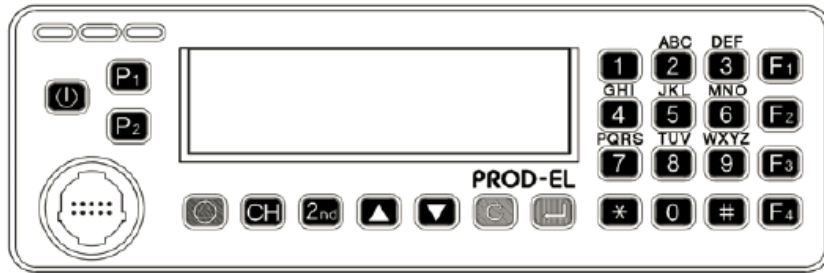 ABC DEF
P1 1 2 3 F1
GHI JKL MNO
P2 4 5 6 F2
PQRS TUV WXYZ
7 8 9 F3
PROD-EL
CH 2nd C * 0 # F4